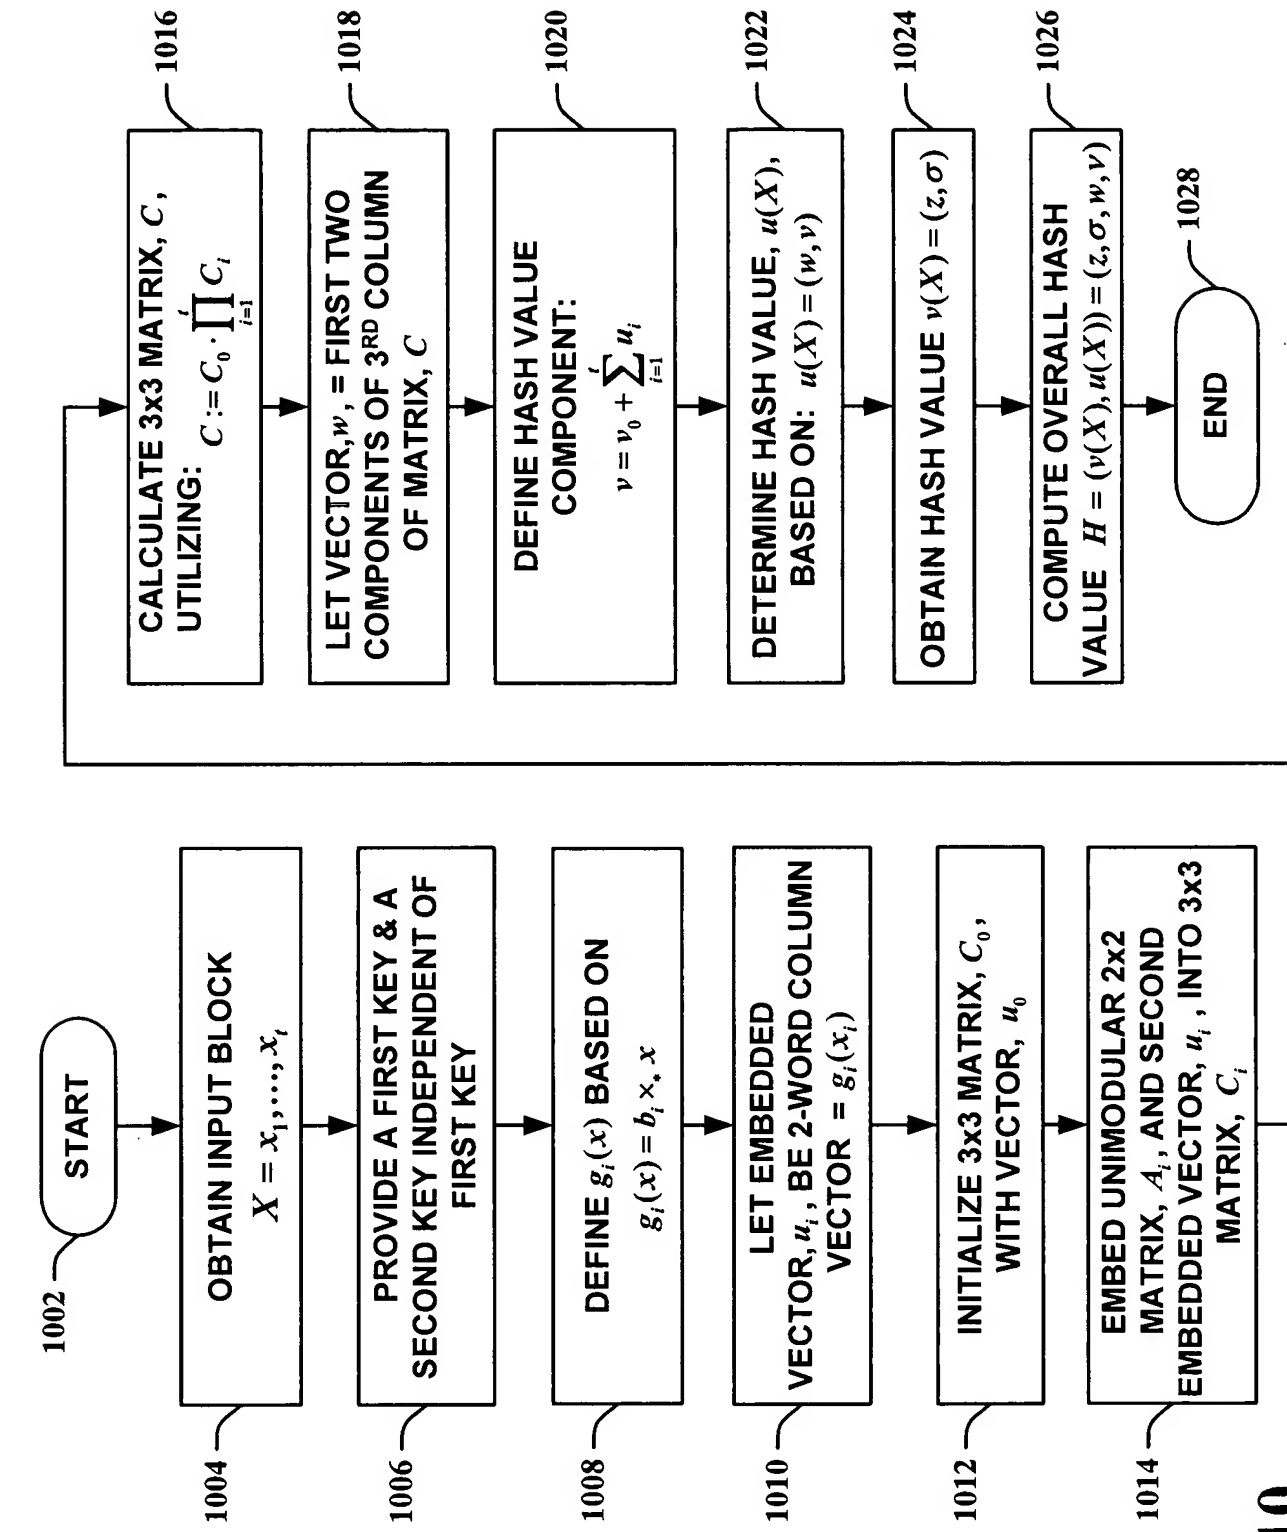 START
1002
OBTAIN INPUT BLOCK
X = x₁,...,xₜ
1004
PROVIDE A FIRST KEY & A
SECOND KEY INDEPENDENT OF
FIRST KEY
1006
DEFINE gᵢ(x) BASED ON
gᵢ(x) = bᵢ ×* x
1008
LET EMBEDDED
VECTOR, uᵢ, BE 2-WORD COLUMN
VECTOR = gᵢ(xᵢ)
1010
INITIALIZE 3x3 MATRIX, C₀,
WITH VECTOR, u₀
1012
EMBED UNIMODULAR 2x2
MATRIX, Aᵢ, AND SECOND
EMBEDDED VECTOR, uᵢ, INTO 3x3
MATRIX, Cᵢ
1014
CALCULATE 3x3 MATRIX, C,
UTILIZING: C := C₀ · ∏ᵢ₌₁ᵗ Cᵢ
1016
LET VECTOR,w, = FIRST TWO
COMPONENTS OF 3RD COLUMN
OF MATRIX, C
1018
DEFINE HASH VALUE
COMPONENT:
v = v₀ + ∑ᵢ₌₁ᵗ uᵢ
1020
DETERMINE HASH VALUE, u(X),
BASED ON: u(X) = (w,v)
1022
OBTAIN HASH VALUE v(X) = (z,σ)
1024
COMPUTE OVERALL HASH
VALUE H = (v(X),u(X)) = (z,σ,w,v)
1026
END
1028